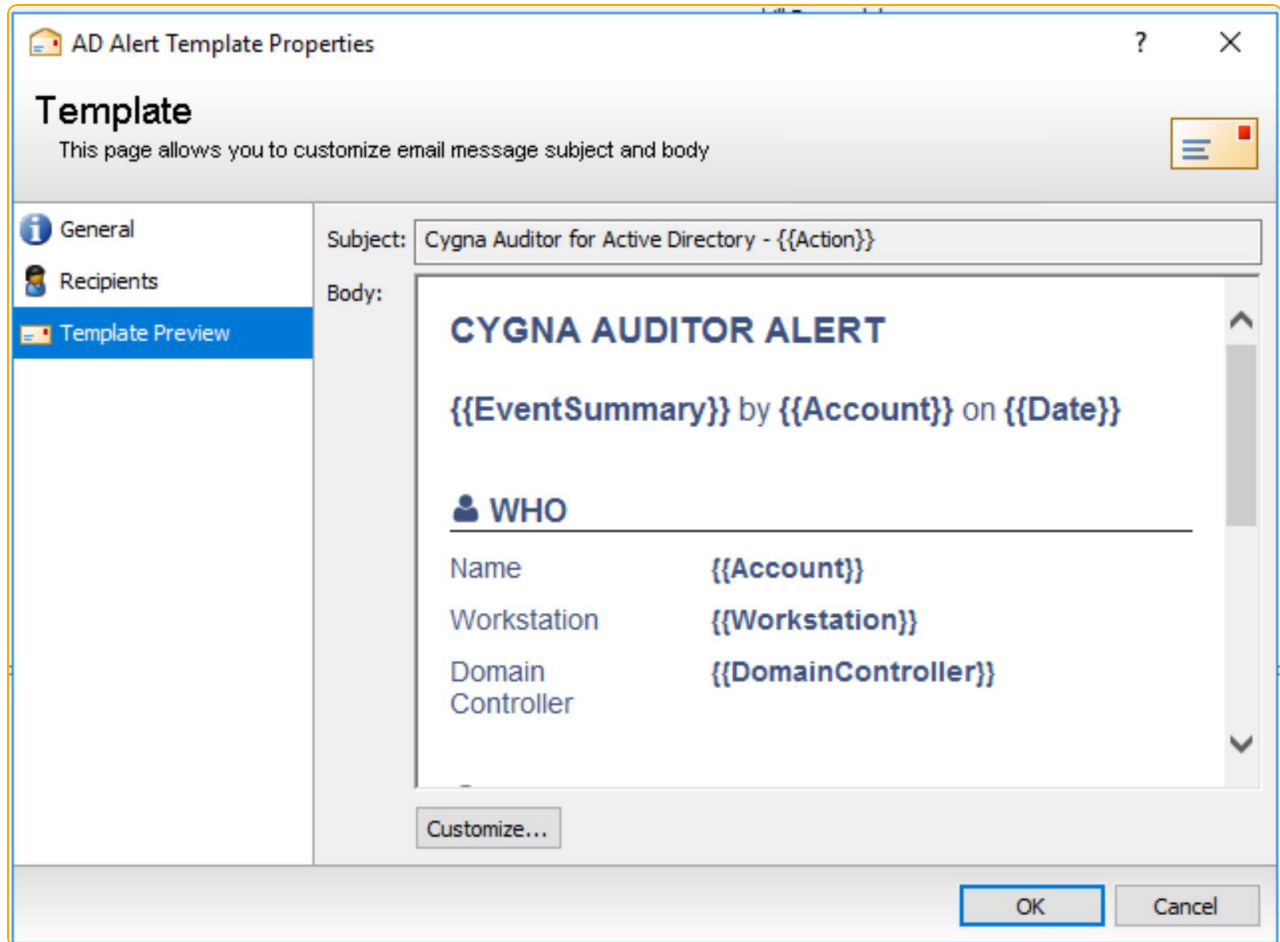 AD Alert Template Properties
?
Template
This page allows you to customize email message subject and body
General
Recipients
Template Preview
Subject: Cygna Auditor for Active Directory - {{Action}}
Body:
CYGNA AUDITOR ALERT
{{EventSummary}} by {{Account}} on {{Date}}
WHO
Name {{Account}}
Workstation {{Workstation}}
Domain {{DomainController}}
Controller
Customize...
OK Cancel